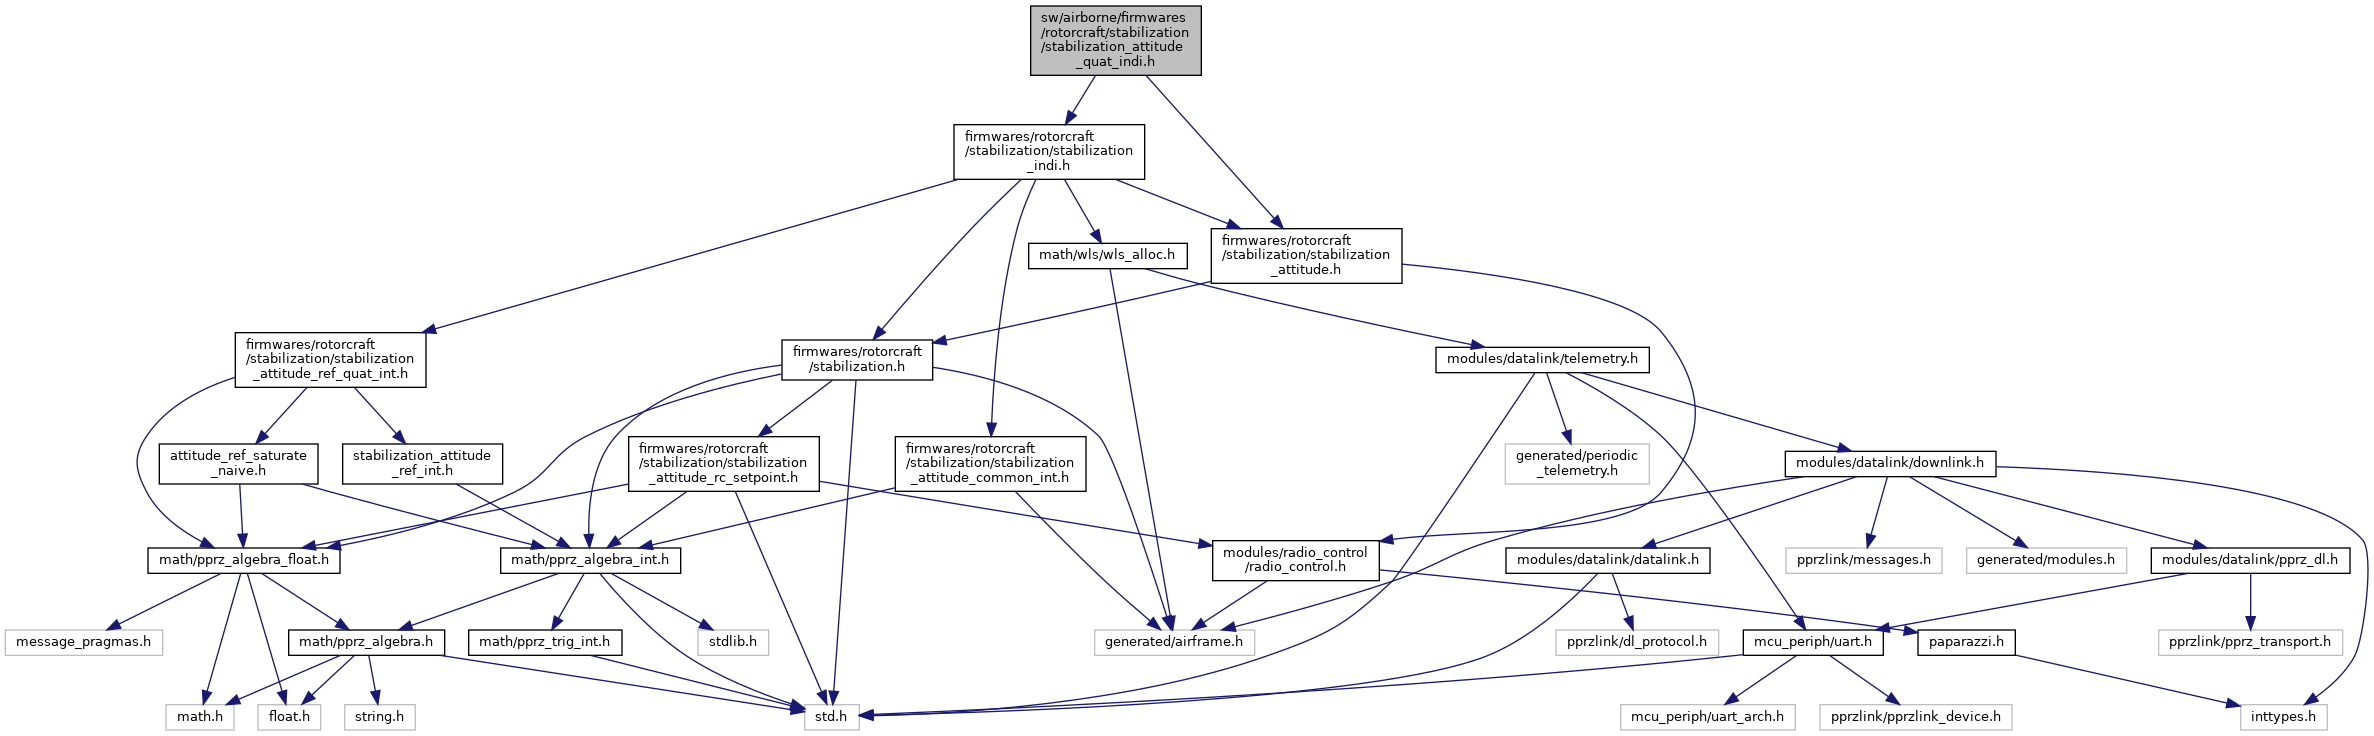 sw/airborne/firmwares
/rotorcraft/stabilization
/stabilization_attitude
_quat_indi.h
firmwares/rotorcraft
/stabilization/stabilization
_indi.h
firmwares/rotorcraft
/stabilization/stabilization
_attitude.h
math/wls/wls_alloc.h
firmwares/rotorcraft
/stabilization/stabilization
_attitude_ref_quat_int.h
firmwares/rotorcraft
/stabilization.h
modules/datalink/telemetry.h
attitude_ref_saturate
_naive.h
stabilization_attitude
_ref_int.h
firmwares/rotorcraft
/stabilization/stabilization
_attitude_rc_setpoint.h
firmwares/rotorcraft
/stabilization/stabilization
_attitude_common_int.h
generated/periodic
_telemetry.h
modules/datalink/downlink.h
math/pprz_algebra_float.h
math/pprz_algebra_int.h
modules/radio_control
/radio_control.h
modules/datalink/datalink.h
pprzlink/messages.h
generated/modules.h
modules/datalink/pprz_dl.h
message_pragmas.h
math/pprz_algebra.h
math/pprz_trig_int.h
stdlib.h
generated/airframe.h
pprzlink/dl_protocol.h
mcu_periph/uart.h
paparazzi.h
pprzlink/pprz_transport.h
math.h
float.h
string.h
std.h
mcu_periph/uart_arch.h
pprzlink/pprzlink_device.h
inttypes.h